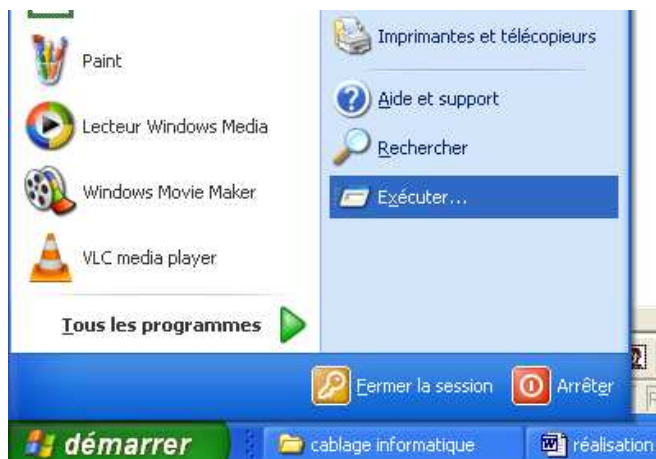 Paint
Lecteur Windows Media
Windows Movie Maker
VLC media player
Tous les programmes
Imprimantes et télécopieurs
Aide et support
Rechercher
Exécuter...
Fermer la session
Arrêter
démarrer
cablage informatique
réalisation